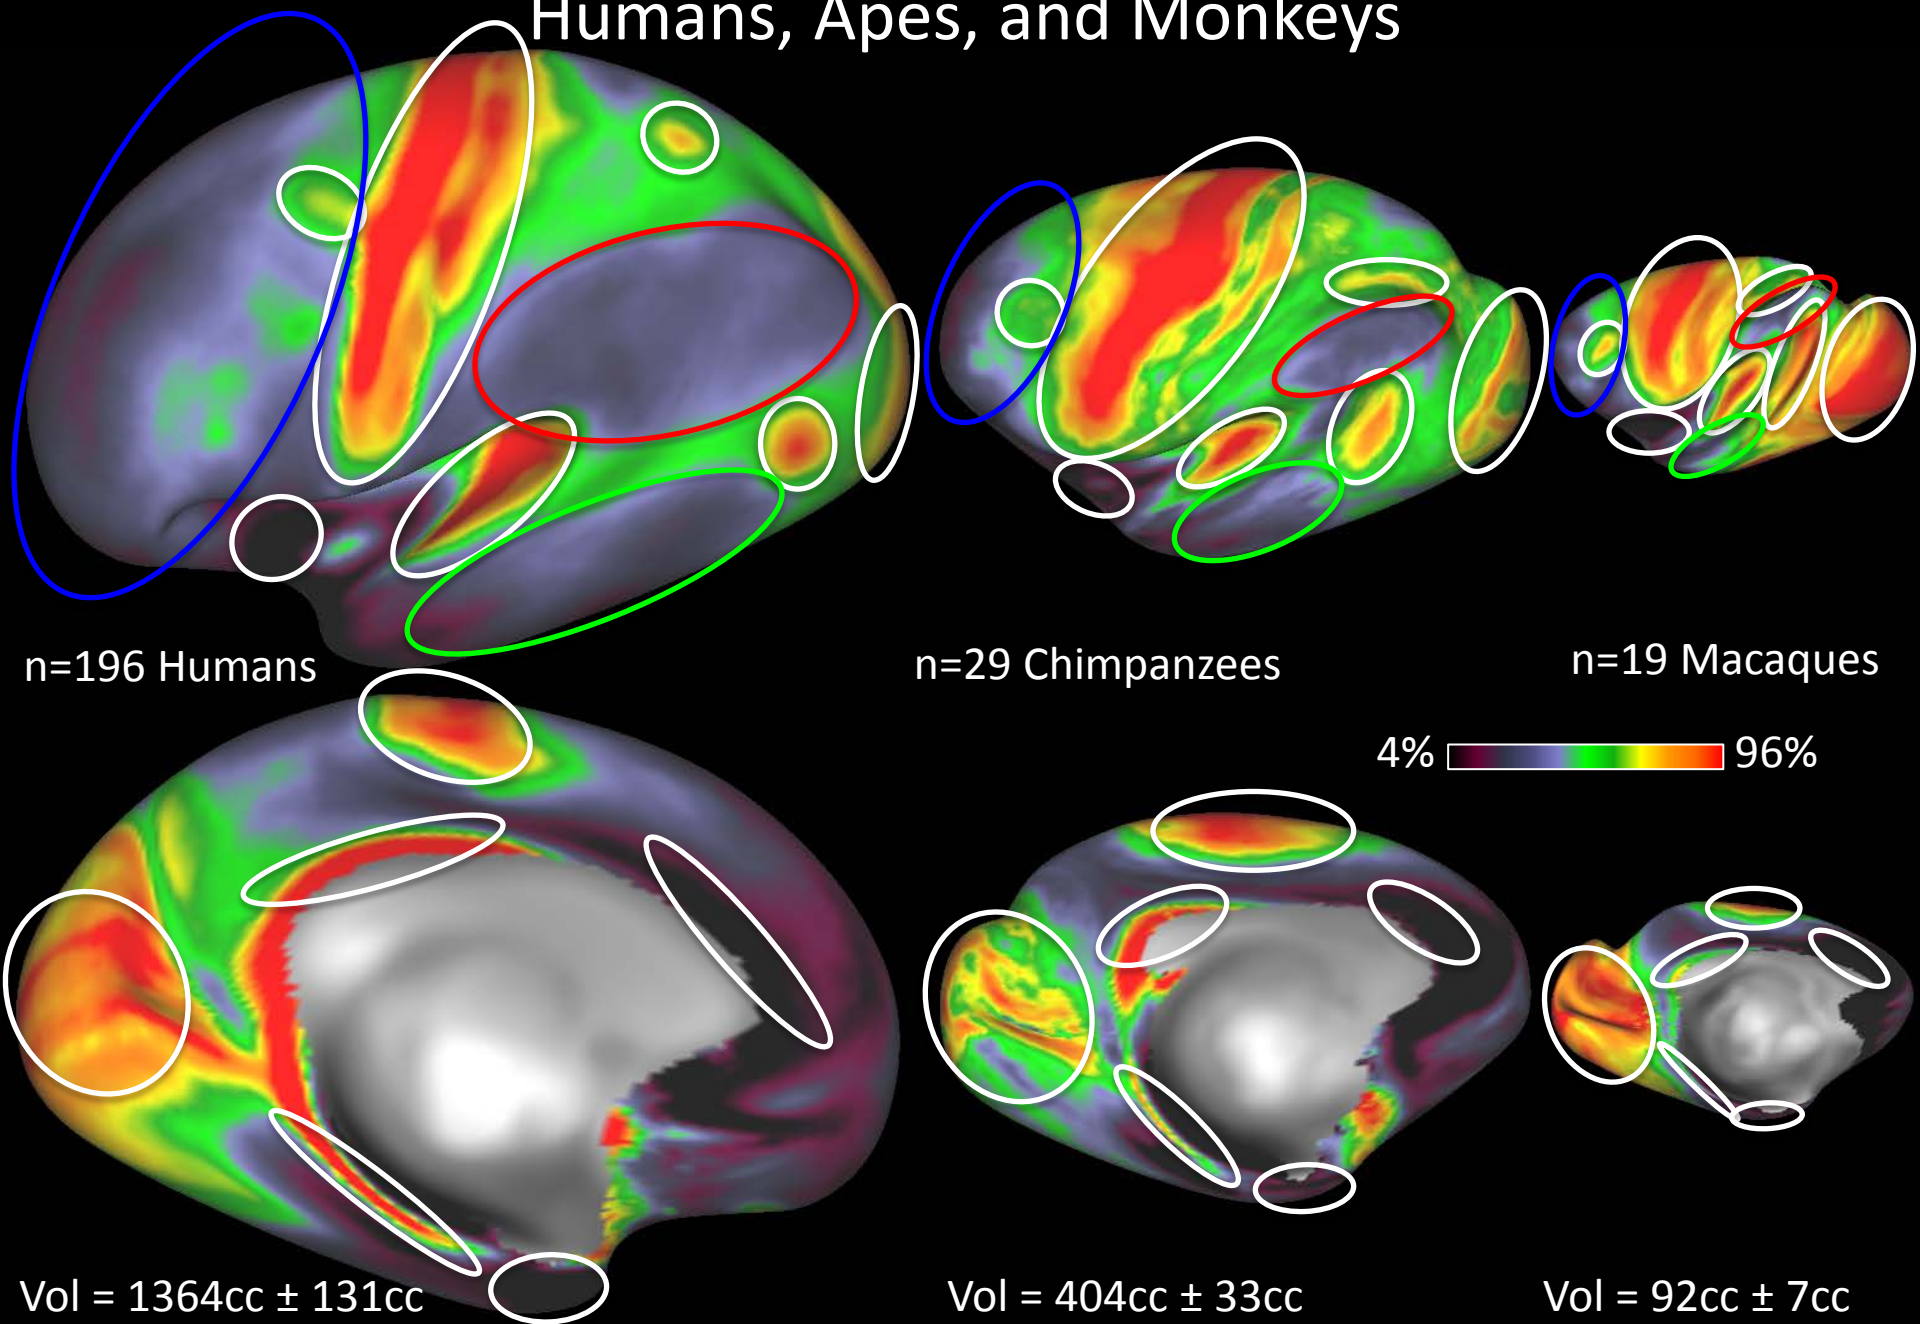 Humans, Apes, and Monkeys
n=196 Humans
n=29 Chimpanzees
n=19 Macaques
4% 96%
Vol = 1364cc ± 131cc
Vol = 404cc ± 33cc
Vol = 92cc ± 7cc